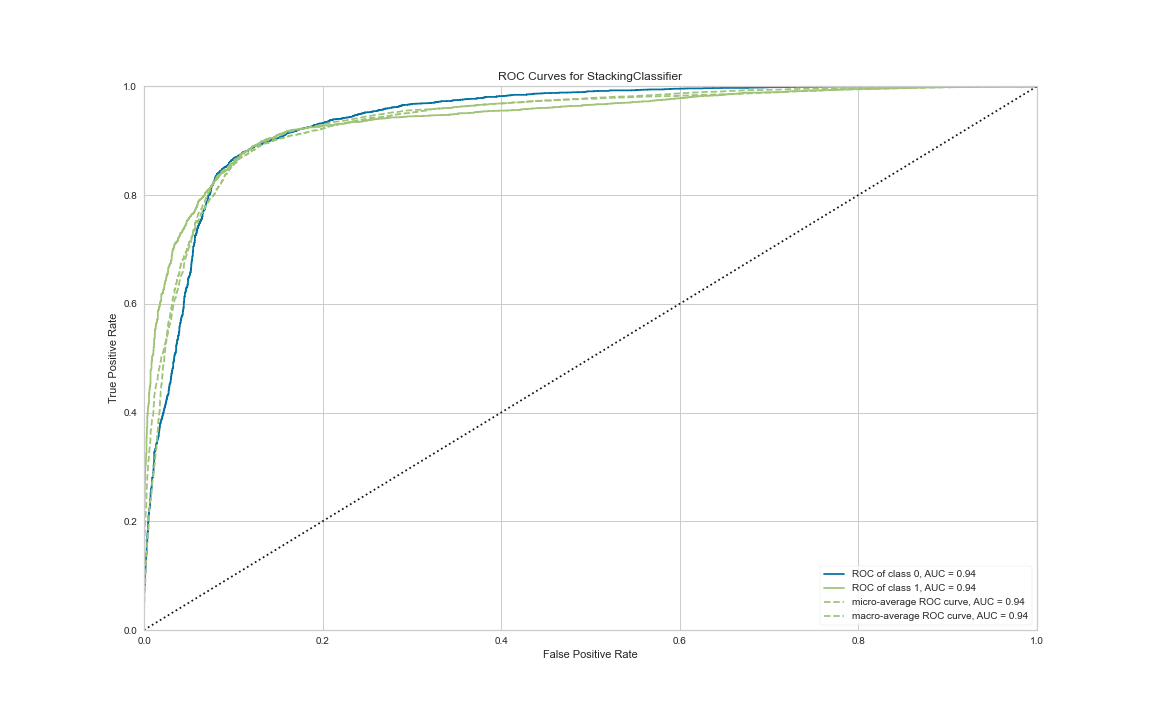 ROC Curves for StackingClassifier
1.0
0.8
0.6
0.4
0.2
0.0
True Positive Rate
0.0 0.2 0.4 0.6 0.8 1.0
False Positive Rate
ROC of class 0, AUC = 0.94
ROC of class 1, AUC = 0.94
micro-average ROC curve, AUC = 0.94
macro-average ROC curve, AUC = 0.94